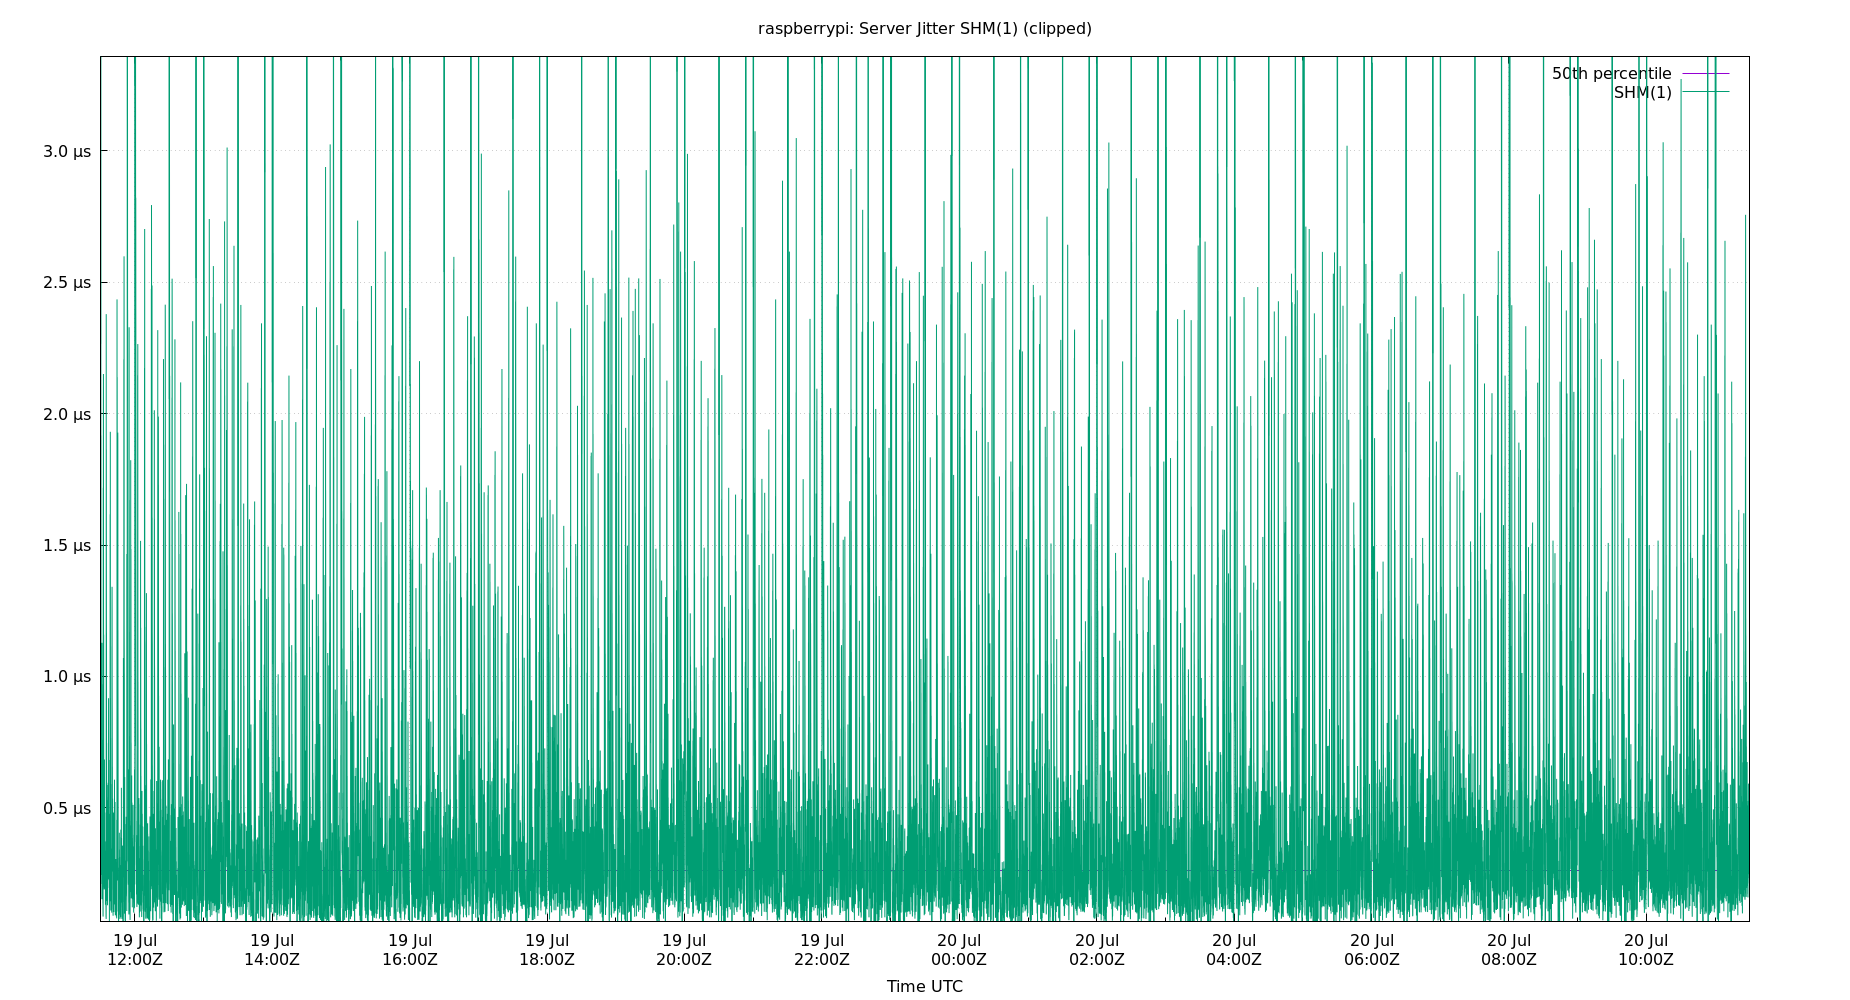 raspberrypi: Server Jitter SHM(1) (clipped)
50th percentile
SHM(1)
3.0 μs
2.5 μs
2.0 μs
1.5 μs
1.0 μs
0.5 μs
19 Jul 19 Jul 19 Jul 19 Jul 19 Jul 19 Jul 20 Jul 20 Jul 20 Jul 20 Jul 20 Jul 20 Jul
12:00Z 14:00Z 16:00Z 18:00Z 20:00Z 22:00Z 00:00Z 02:00Z 04:00Z 06:00Z 08:00Z 10:00Z
Time UTC